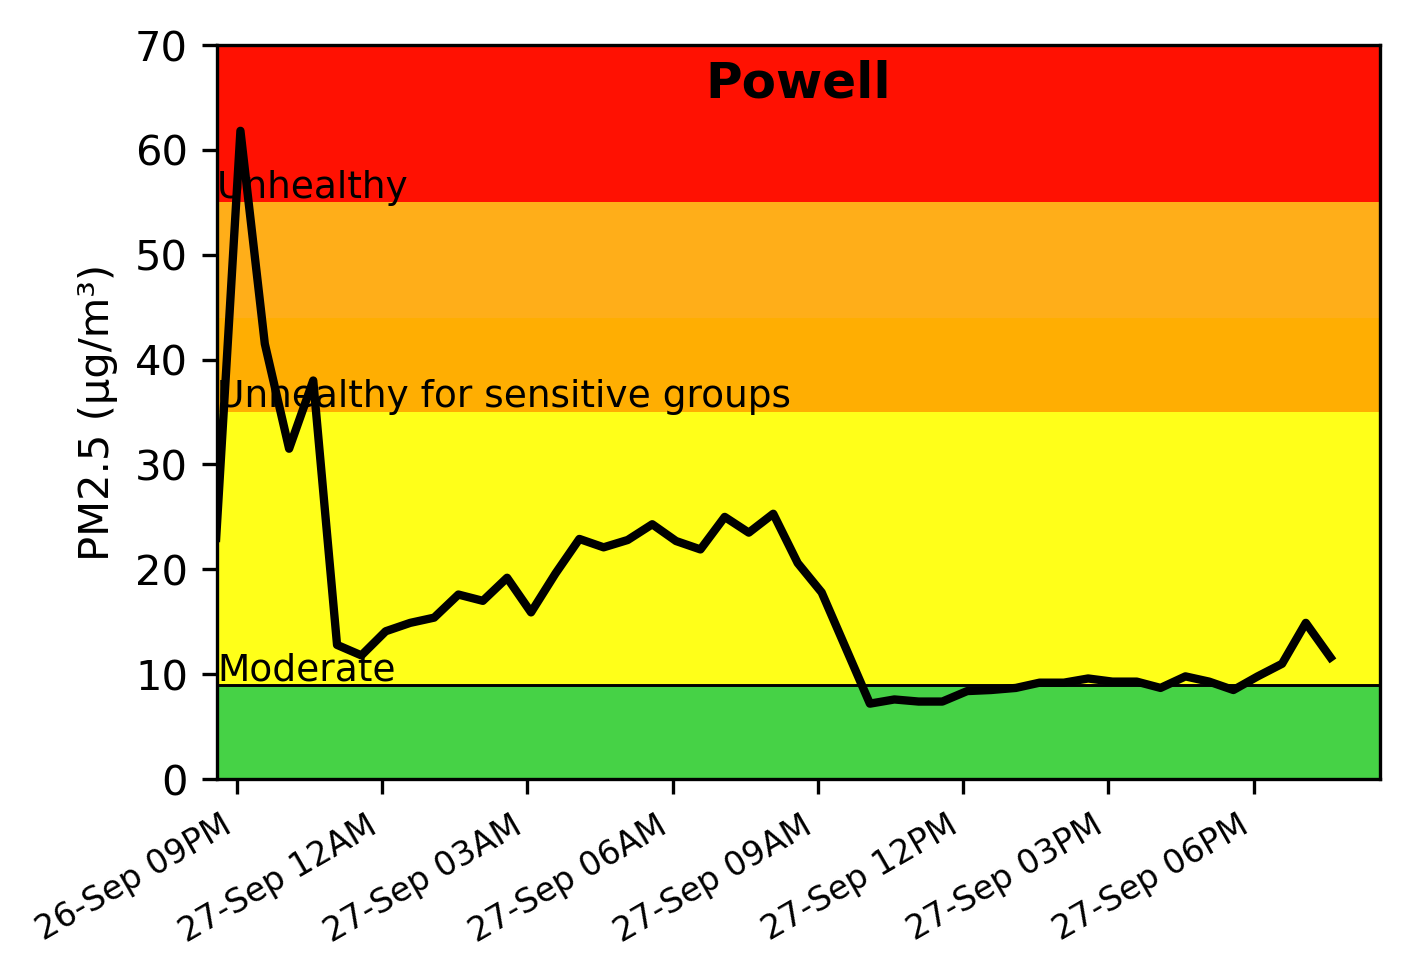 Powell
70
60
50
40
30
20
10
0
PM2.5 (µg/m³)
Unhealthy
Unhealthy for sensitive groups
Moderate
26-Sep 09PM
27-Sep 12AM
27-Sep 03AM
27-Sep 06AM
27-Sep 09AM
27-Sep 12PM
27-Sep 03PM
27-Sep 06PM